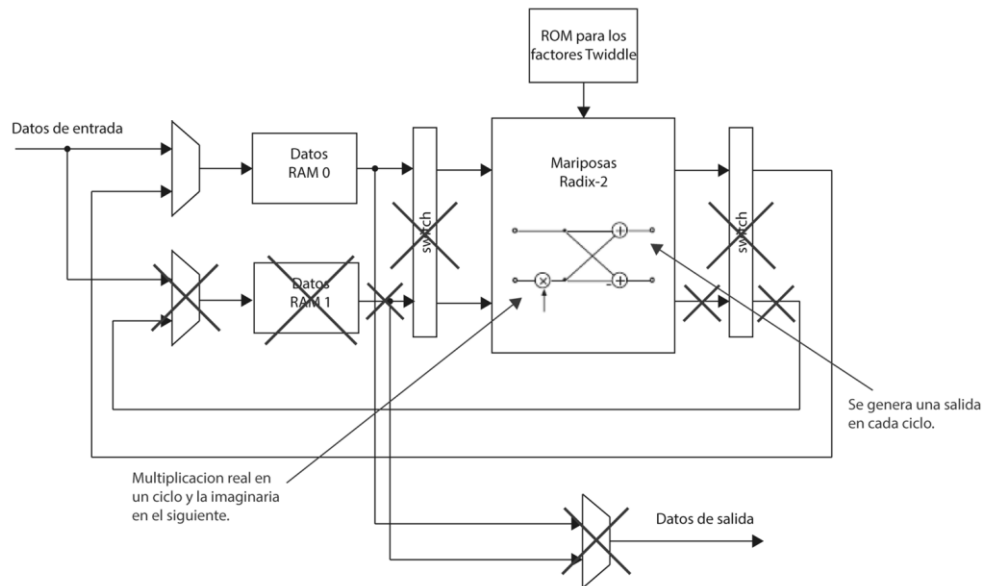 ROM para los
factores Twiddle
Datos de entrada
Datos
RAM 0
switch
Mariposas
Radix-2
switch
Datos
RAM 1
Se genera una salida
en cada ciclo.
Multiplicacion real en
un ciclo y la imaginaria
en el siguiente.
Datos de salida